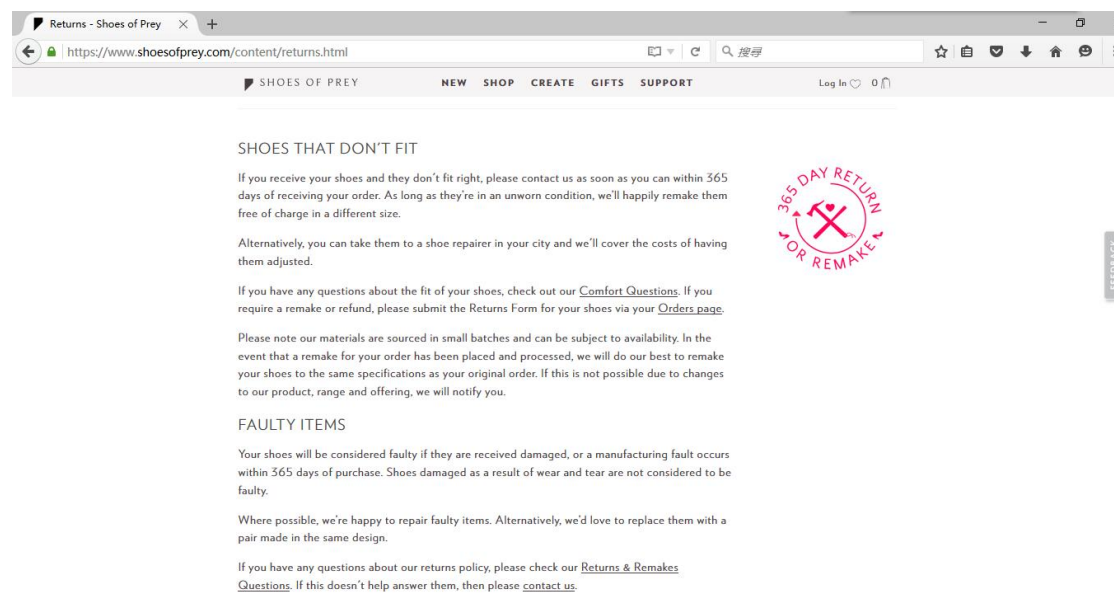 Returns - Shoes of Prey
https://www.shoesofprey.com/content/returns.html
搜尋
SHOES OF PREY
NEW SHOP CREATE GIFTS SUPPORT
Log In 0
SHOES THAT DON'T FIT
If you receive your shoes and they don't fit right, please contact us as soon as you can within 365
days of receiving your order. As long as they're in an unworn condition, we'll happily remake them
free of charge in a different size.
Alternatively, you can take them to a shoe repairer in your city and we'll cover the costs of having
them adjusted.
If you have any questions about the fit of your shoes, check out our Comfort Questions. If you
require a remake or refund, please submit the Returns Form for your shoes via your Orders page.
Please note our materials are sourced in small batches and can be subject to availability. In the
event that a remake for your order has been placed and processed, we will do our best to remake
your shoes to the same specifications as your original order. If this is not possible due to changes
to our product, range and offering, we will notify you.
365 DAY RETURN
OR REMAKE
FEEDBACK
FAULTY ITEMS
Your shoes will be considered faulty if they are received damaged, or a manufacturing fault occurs
within 365 days of purchase. Shoes damaged as a result of wear and tear are not considered to be
faulty.
Where possible, we're happy to repair faulty items. Alternatively, we'd love to replace them with a
pair made in the same design.
If you have any questions about our returns policy, please check our Returns & Remakes
Questions. If this doesn't help answer them, then please contact us.